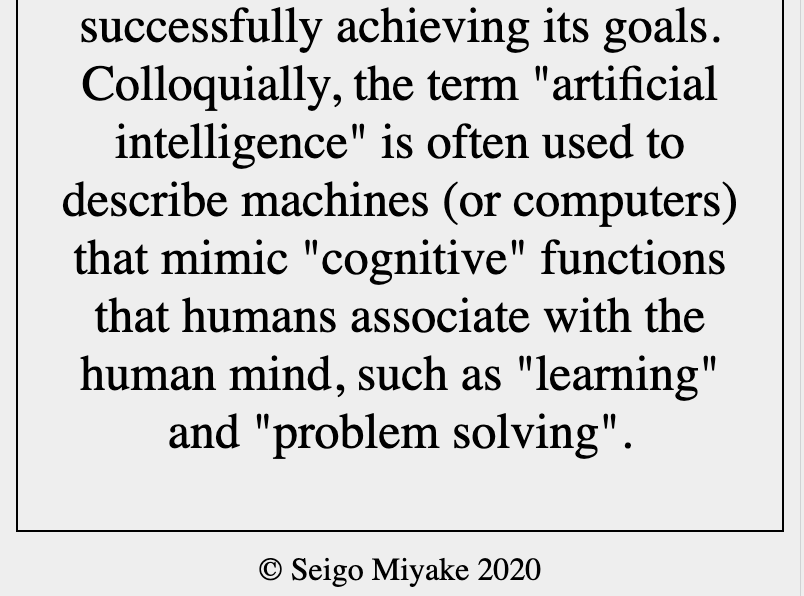 successfully achieving its goals.
Colloquially, the term "artificial
intelligence" is often used to
describe machines (or computers)
that mimic "cognitive" functions
that humans associate with the
human mind, such as "learning"
and "problem solving".
© Seigo Miyake 2020